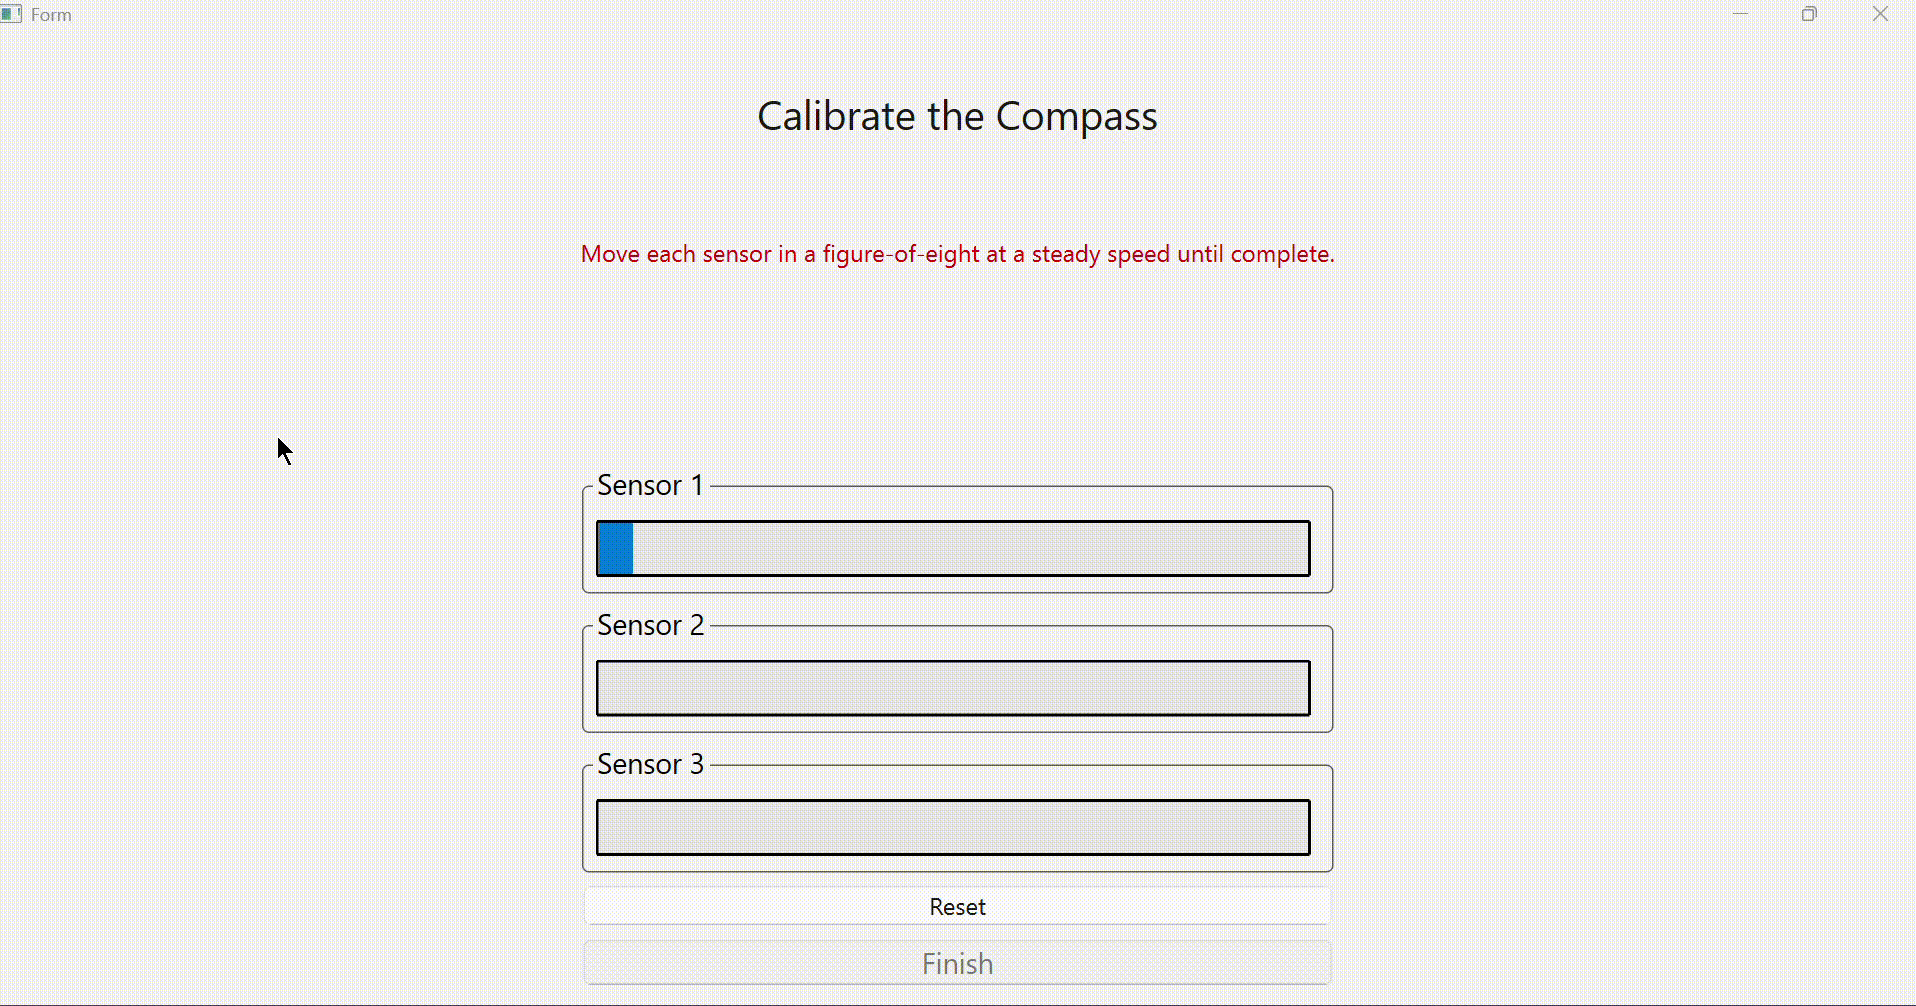 Form
Calibrate the Compass
Move each sensor in a figure-of-eight at a steady speed until complete.
Sensor 1
Sensor 2
Sensor 3
Reset
Finish